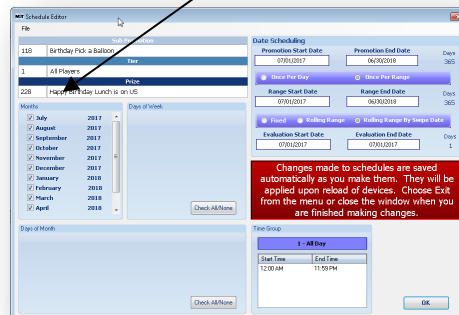 MIT Schedule Editor
File
Sub Promotion
118 Birthday Pick a Balloon
Tier
1 All Players
Prize
228 Happy Birthday Lunch is on US
Months
July 2017
August 2017
September 2017
October 2017
November 2017
December 2017
January 2018
February 2018
March 2018
April 2018
Days of Week
Check All/None
Days of Month
Check All/None
Date Scheduling
Promotion Start Date Promotion End Date Days
07/01/2017 06/30/2018 365
Once Per Day Once Per Range
Range Start Date Range End Date Days
07/01/2017 06/30/2018 365
Fixed Rolling Range Rolling Range By Swipe Date
Evaluation Start Date Evaluation End Date Days
07/01/2017 07/01/2017 1
Changes made to schedules are saved
automatically as you make them. They will be
applied upon reload of devices. Choose Exit
from the menu or close the window when you
are finished making changes.
Time Group
1 - All Day
Start Time End Time
12:00 AM 11:59 PM
OK